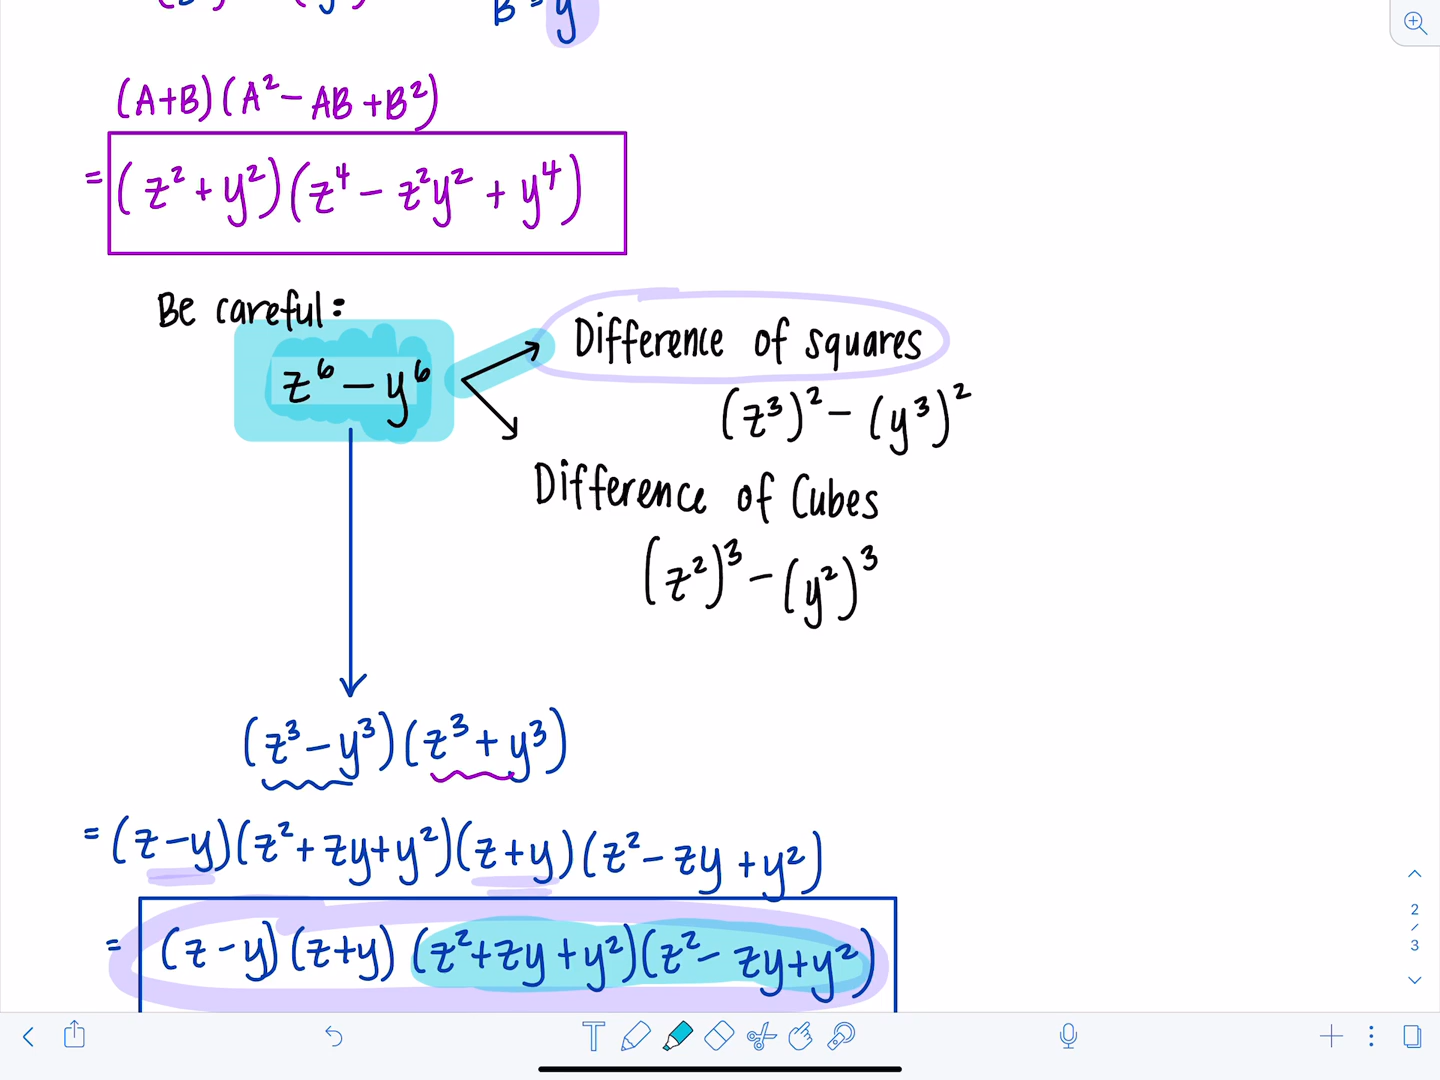 B = y
(A+B)(A² - AB + B²)
= (z² + y²)(z⁴ - z²y² + y⁴)
Be careful:
z⁶ - y⁶
Difference of squares
(z³)² - (y³)²
Difference of Cubes
(z²)³ - (y²)³
(z³ - y³)(z³ + y³)
= (z - y)(z² + zy + y²)(z + y)(z² - zy + y²)
= (z - y)(z + y)(z² + zy + y²)(z² - zy + y²)
2
/
3
T